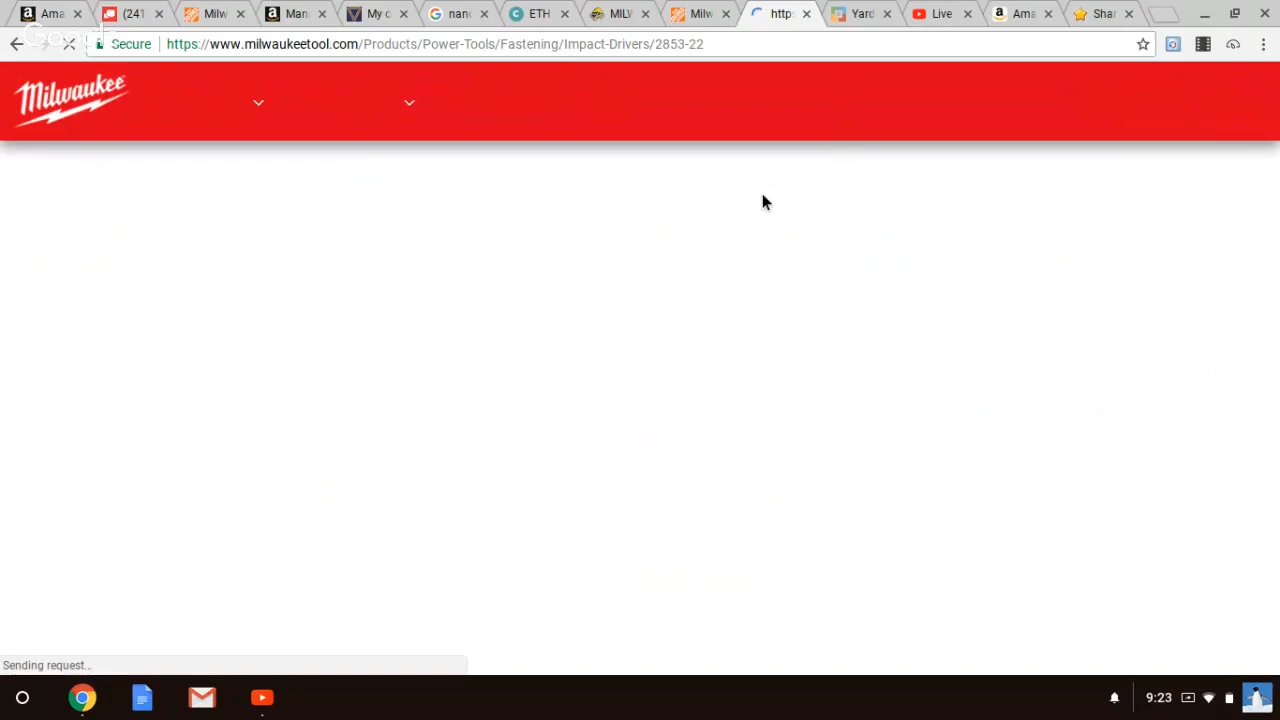 Ama
(241
Milw
Man
My c
nan
ETH
MILV
Milw
http
Yard
Live
Ama
Shar
Google
Secure
https://www.milwaukeetool.com/Products/Power-Tools/Fastening/Impact-Drivers/2853-22
Milwaukee
Sending request...
9:23